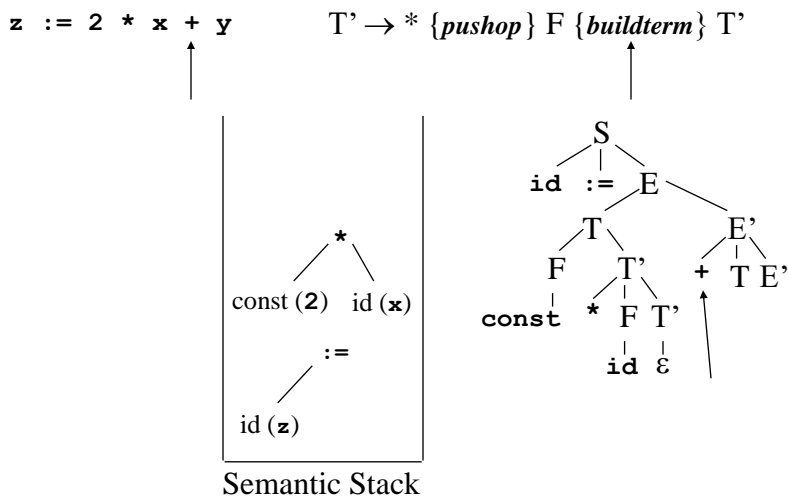 z := 2 * x + y
T’ → * {pushop} F {buildterm} T’
S
id := E
T E'
F T’ + T E’
const * F T’
id ε
*
const (2) id (x)
:=
id (z)
Semantic Stack